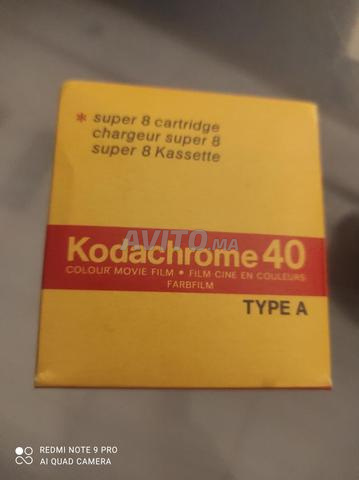 * super 8 cartridge
chargeur super 8
super 8 Kassette
AVITO.MA
Kodachrome 40
COLOUR MOVIE FILM • FILM CINE EN COULEURS
FARBFILM
TYPE A
REDMI NOTE 9 PRO
AI QUAD CAMERA